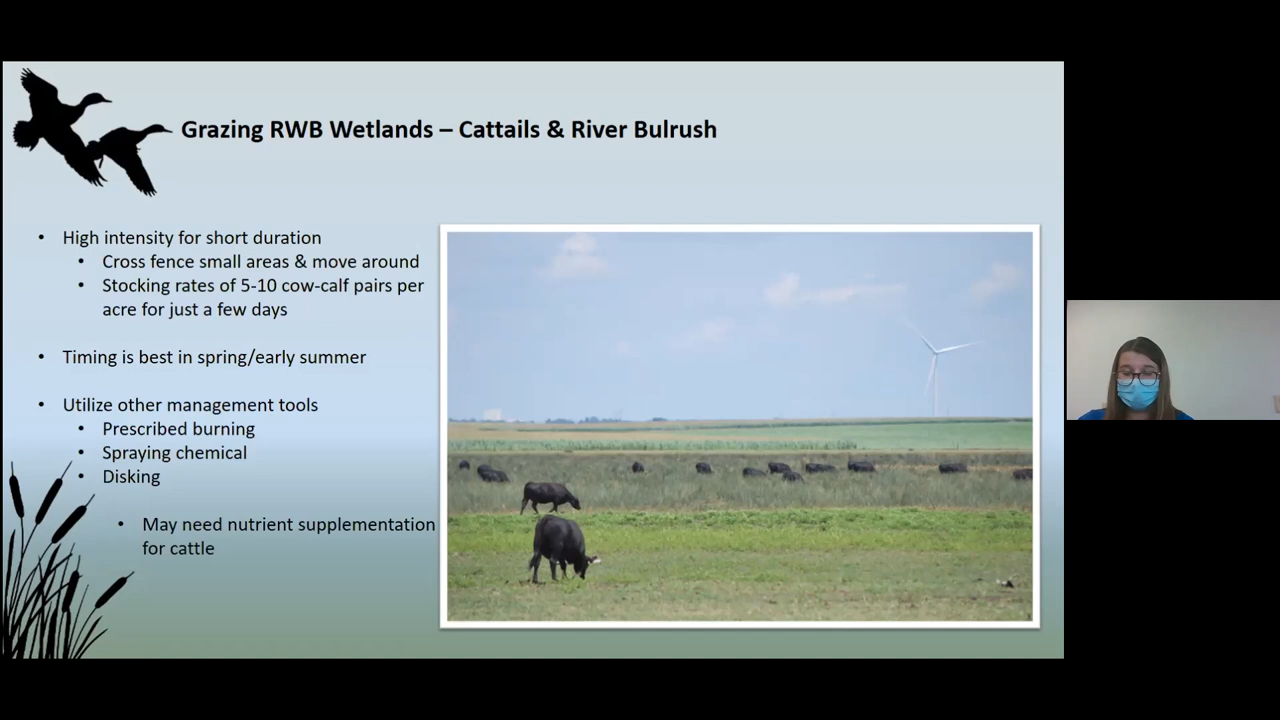 Grazing RWB Wetlands – Cattails & River Bulrush
• High intensity for short duration
• Cross fence small areas & move around
• Stocking rates of 5-10 cow-calf pairs per
acre for just a few days
• Timing is best in spring/early summer
• Utilize other management tools
• Prescribed burning
• Spraying chemical
• Disking
• May need nutrient supplementation
for cattle